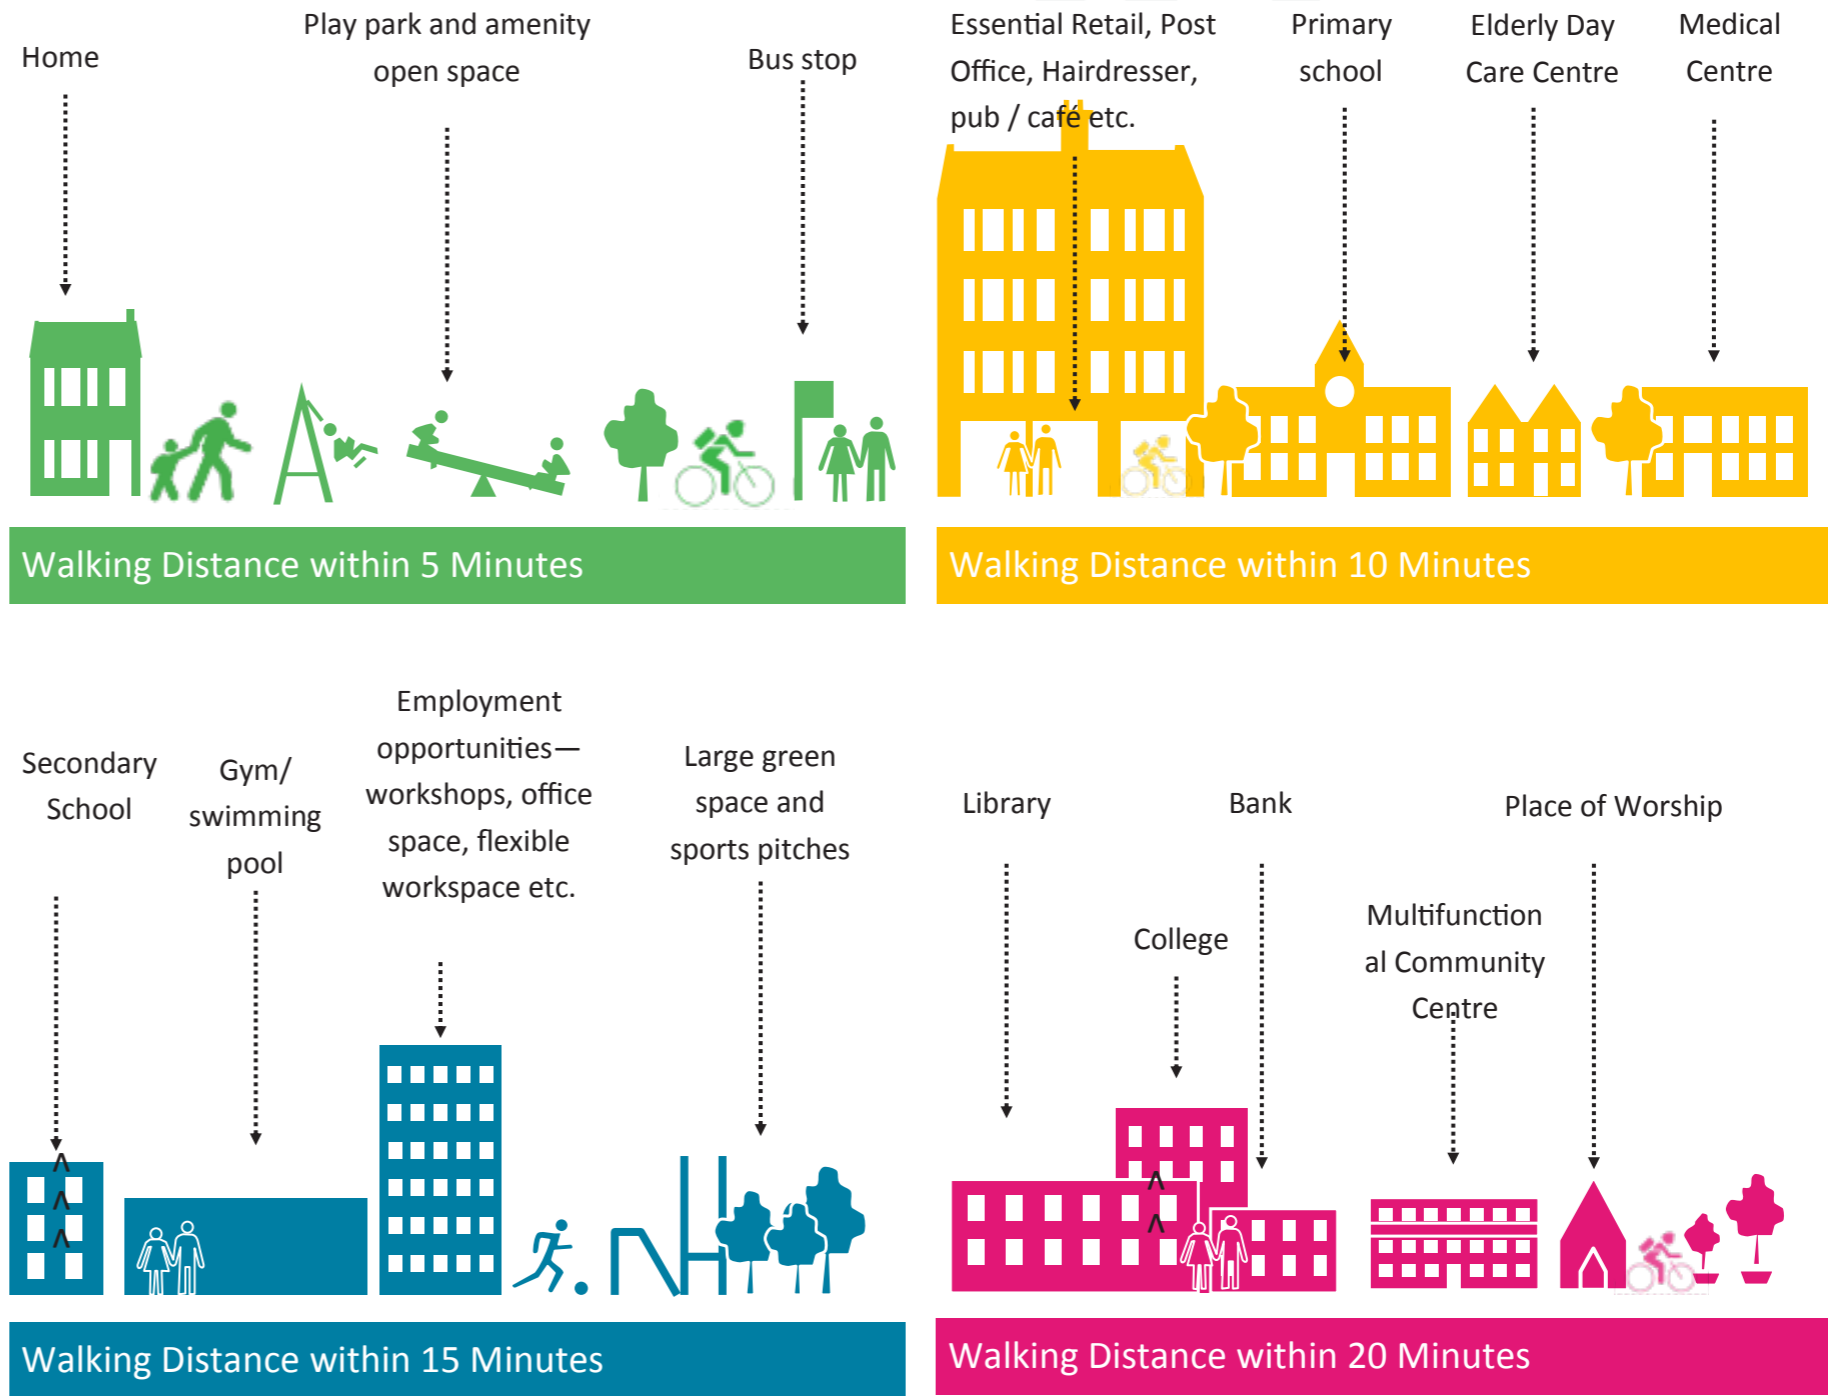 Home
Play park and amenity
open space
Bus stop
Walking Distance within 5 Minutes
Essential Retail, Post
Office, Hairdresser,
pub / café etc.
Primary
school
Elderly Day
Care Centre
Medical
Centre
Walking Distance within 10 Minutes
Secondary
School
Gym/
swimming
pool
Employment
opportunities—
workshops, office
space, flexible
workspace etc.
Large green
space and
sports pitches
Walking Distance within 15 Minutes
Library
College
Bank
Multifunction
al Community
Centre
Place of Worship
Walking Distance within 20 Minutes